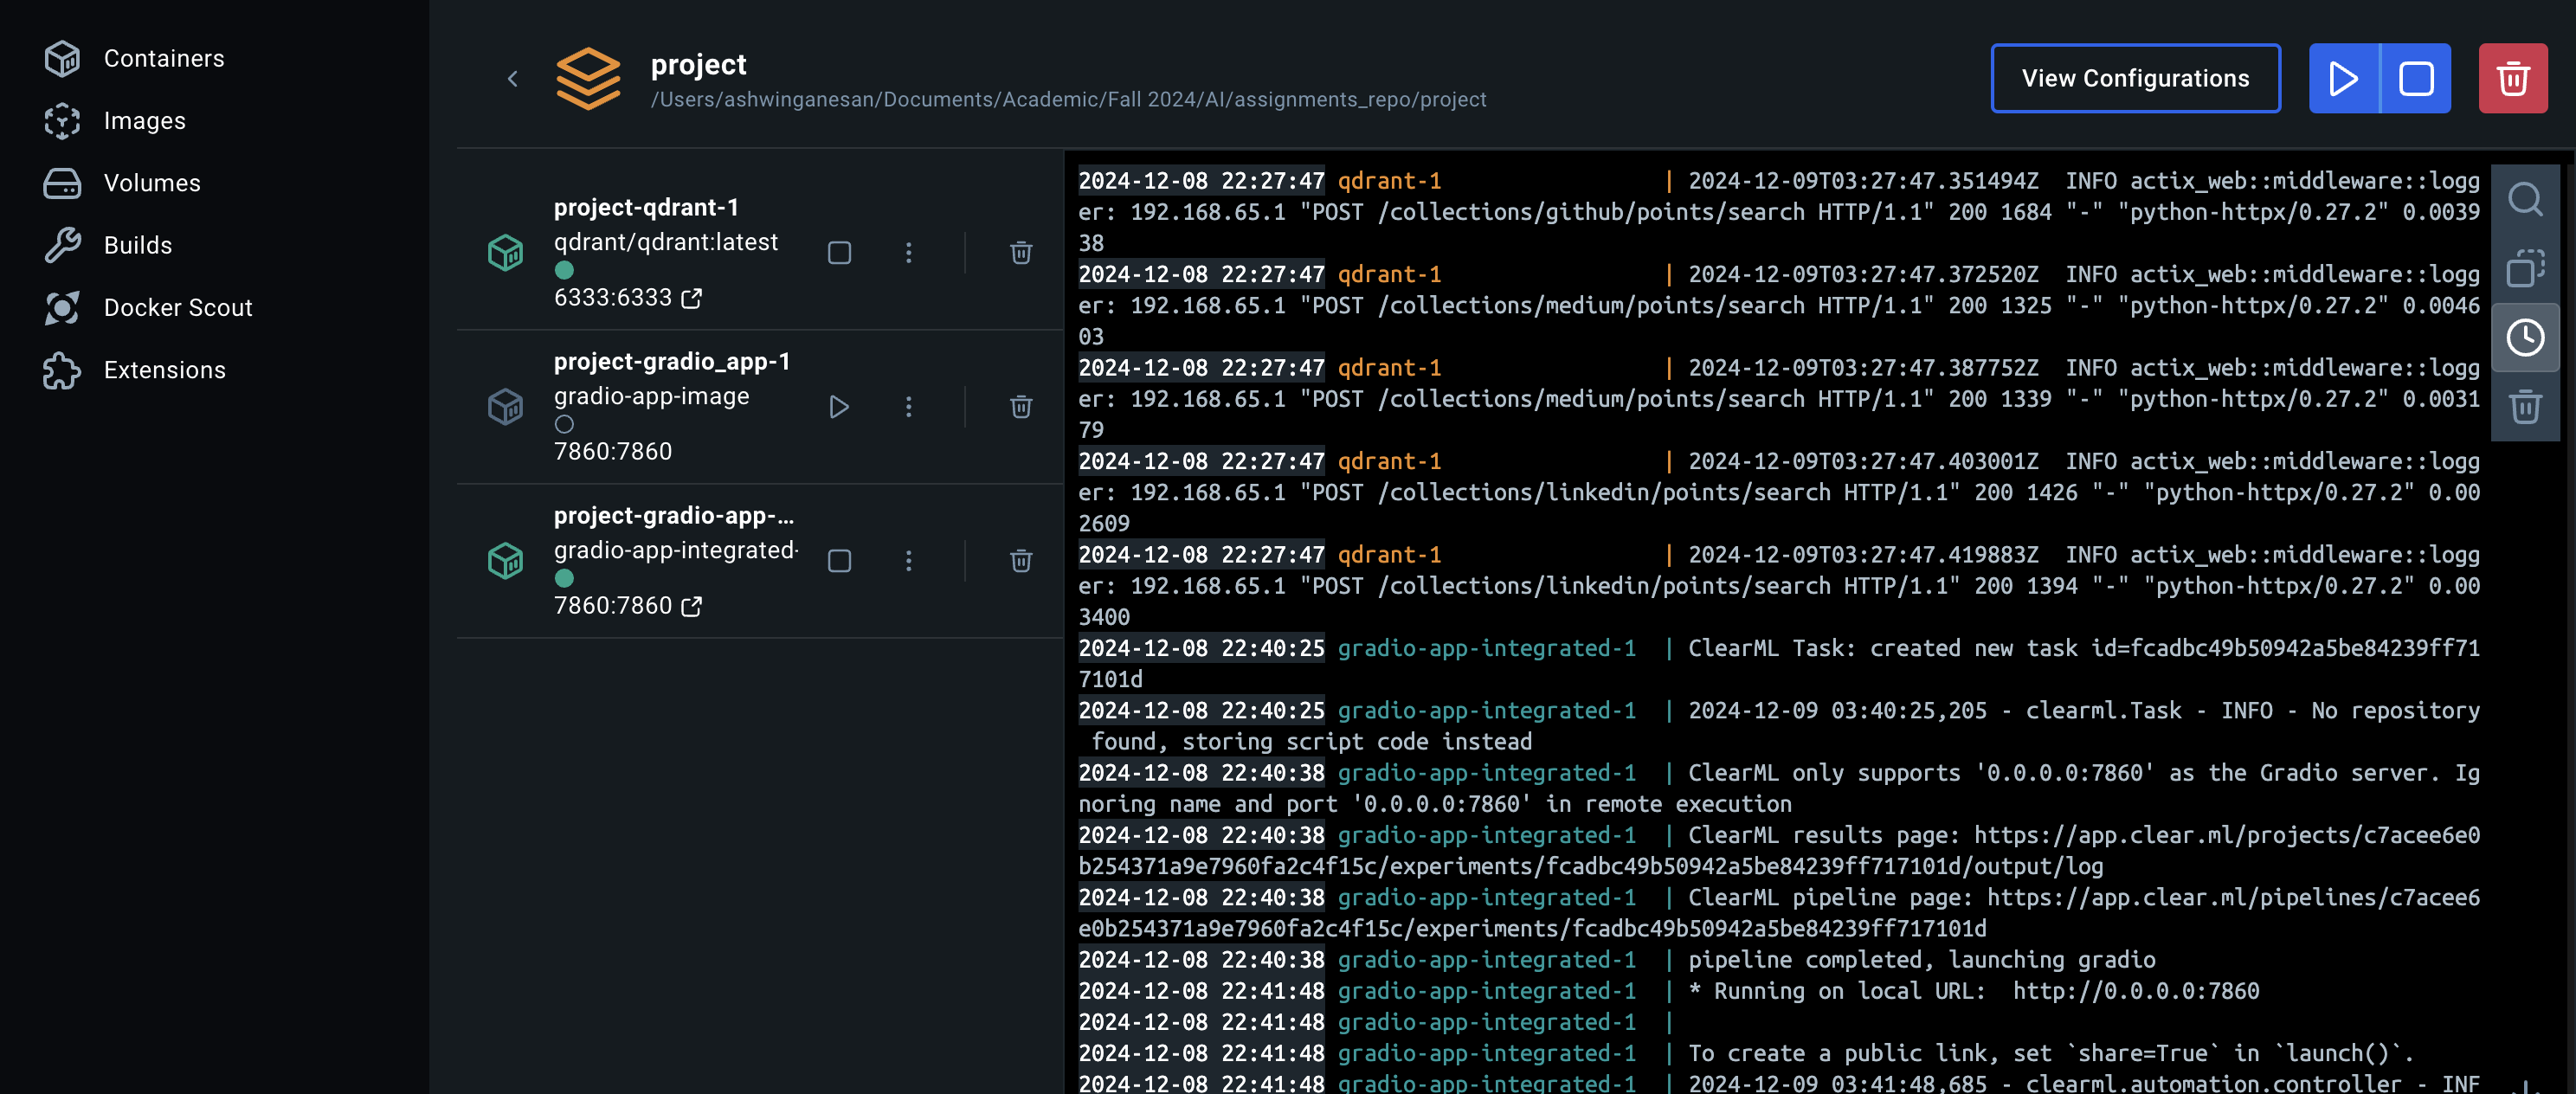 Containers
Images
Volumes
Builds
Docker Scout
Extensions
project
/Users/ashwinganesan/Documents/Academic/Fall 2024/AI/assignments_repo/project
View Configurations
project-qdrant-1
qdrant/qdrant:latest
6333:6333
project-gradio_app-1
gradio-app-image
7860:7860
project-gradio-app-...
gradio-app-integrated-
7860:7860
2024-12-08 22:27:47 qdrant-1 | 2024-12-09T03:27:47.351494Z INFO actix_web::middleware::logg
er: 192.168.65.1 "POST /collections/github/points/search HTTP/1.1" 200 1684 "-" "python-httpx/0.27.2" 0.0039
38
2024-12-08 22:27:47 qdrant-1 | 2024-12-09T03:27:47.372520Z INFO actix_web::middleware::logg
er: 192.168.65.1 "POST /collections/medium/points/search HTTP/1.1" 200 1325 "-" "python-httpx/0.27.2" 0.0046
03
2024-12-08 22:27:47 qdrant-1 | 2024-12-09T03:27:47.387752Z INFO actix_web::middleware::logg
er: 192.168.65.1 "POST /collections/medium/points/search HTTP/1.1" 200 1339 "-" "python-httpx/0.27.2" 0.0031
79
2024-12-08 22:27:47 qdrant-1 | 2024-12-09T03:27:47.403001Z INFO actix_web::middleware::logg
er: 192.168.65.1 "POST /collections/linkedin/points/search HTTP/1.1" 200 1426 "-" "python-httpx/0.27.2" 0.00
2609
2024-12-08 22:27:47 qdrant-1 | 2024-12-09T03:27:47.419883Z INFO actix_web::middleware::logg
er: 192.168.65.1 "POST /collections/linkedin/points/search HTTP/1.1" 200 1394 "-" "python-httpx/0.27.2" 0.00
3400
2024-12-08 22:40:25 gradio-app-integrated-1 | ClearML Task: created new task id=fcadbc49b50942a5be84239ff71
7101d
2024-12-08 22:40:25 gradio-app-integrated-1 | 2024-12-09 03:40:25,205 - clearml.Task - INFO - No repository
found, storing script code instead
2024-12-08 22:40:38 gradio-app-integrated-1 | ClearML only supports '0.0.0.0:7860' as the Gradio server. Ig
noring name and port '0.0.0.0:7860' in remote execution
2024-12-08 22:40:38 gradio-app-integrated-1 | ClearML results page: https://app.clear.ml/projects/c7acee6e0
b254371a9e7960fa2c4f15c/experiments/fcadbc49b50942a5be84239ff717101d/output/log
2024-12-08 22:40:38 gradio-app-integrated-1 | ClearML pipeline page: https://app.clear.ml/pipelines/c7acee6
e0b254371a9e7960fa2c4f15c/experiments/fcadbc49b50942a5be84239ff717101d
2024-12-08 22:40:38 gradio-app-integrated-1 | pipeline completed, launching gradio
2024-12-08 22:41:48 gradio-app-integrated-1 | * Running on local URL: http://0.0.0.0:7860
2024-12-08 22:41:48 gradio-app-integrated-1 |
2024-12-08 22:41:48 gradio-app-integrated-1 | To create a public link, set `share=True` in `launch()`.
2024-12-08 22:41:48 gradio-app-integrated-1 | 2024-12-09 03:41:48,685 - clearml.automation.controller - INF